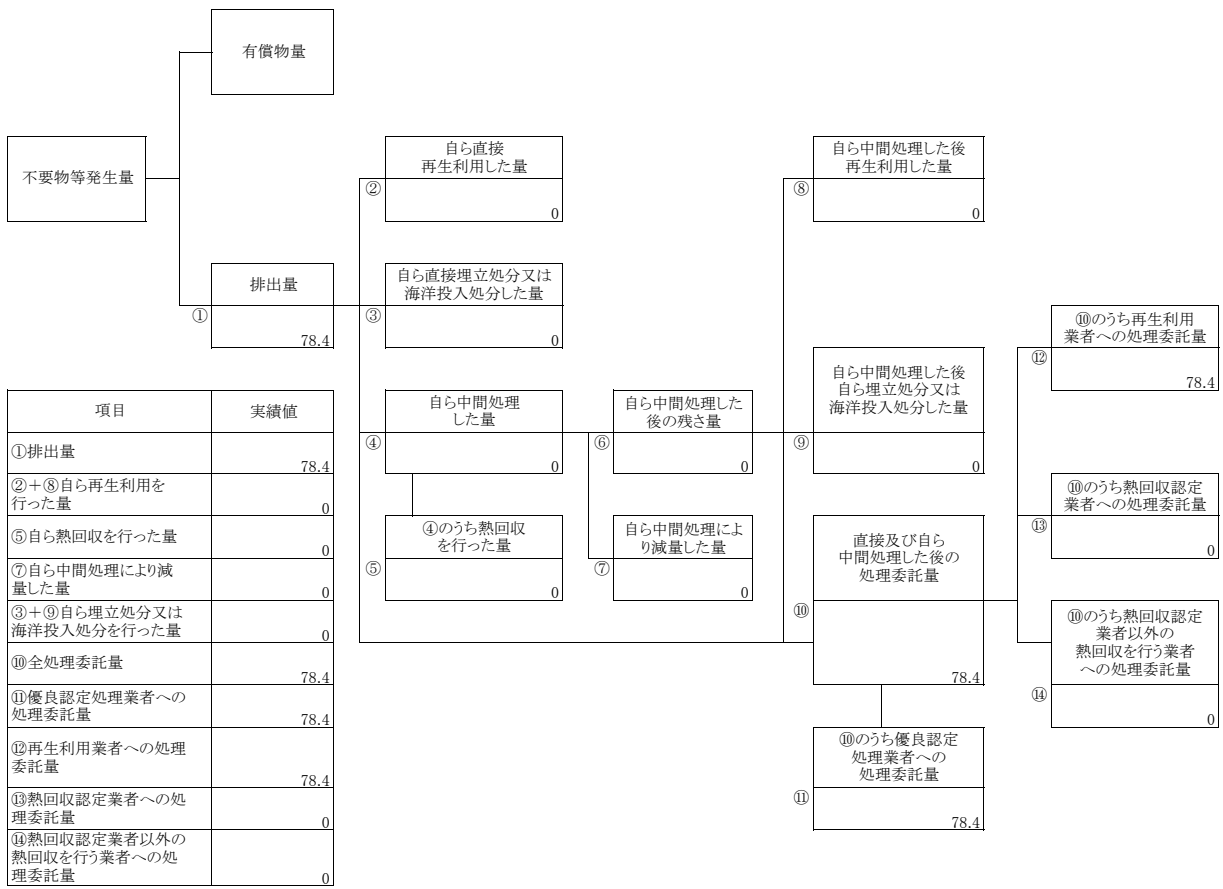 有償物量
不要物等発生量
自ら直接
再生利用した量
②
0
自ら中間処理した後
再生利用した量
⑧
0
排出量
①
78.4
自ら直接埋立処分又は
海洋投入処分した量
③
0
自ら中間処理
した量
④
0
自ら中間処理した
後の残さ量
⑥
0
自ら中間処理した後
自ら埋立処分又は
海洋投入処分した量
⑨
0
⑩のうち再生利用
業者への処理委託量
⑫
78.4
④のうち熱回収
を行った量
⑤
0
自ら中間処理によ
り減量した量
⑦
0
直接及び自ら
中間処理した後の
処理委託量
⑩
78.4
⑩のうち熱回収認定
業者への処理委託量
⑬
0
⑩のうち熱回収認定
業者以外の
熱回収を行う業者
への処理委託量
⑭
0
⑩のうち優良認定
処理業者への
処理委託量
⑪
78.4
項目 実績値
①排出量
78.4
②+⑧自ら再生利用を
行った量
0
⑤自ら熱回収を行った量
0
⑦自ら中間処理により減
量した量
0
③+⑨自ら埋立処分又は
海洋投入処分を行った量
0
⑩全処理委託量
78.4
⑪優良認定処理業者への
処理委託量
78.4
⑫再生利用業者への処理
委託量
78.4
⑬熱回収認定業者への処
理委託量
0
⑭熱回収認定業者以外の
熱回収を行う業者への処
理委託量
0